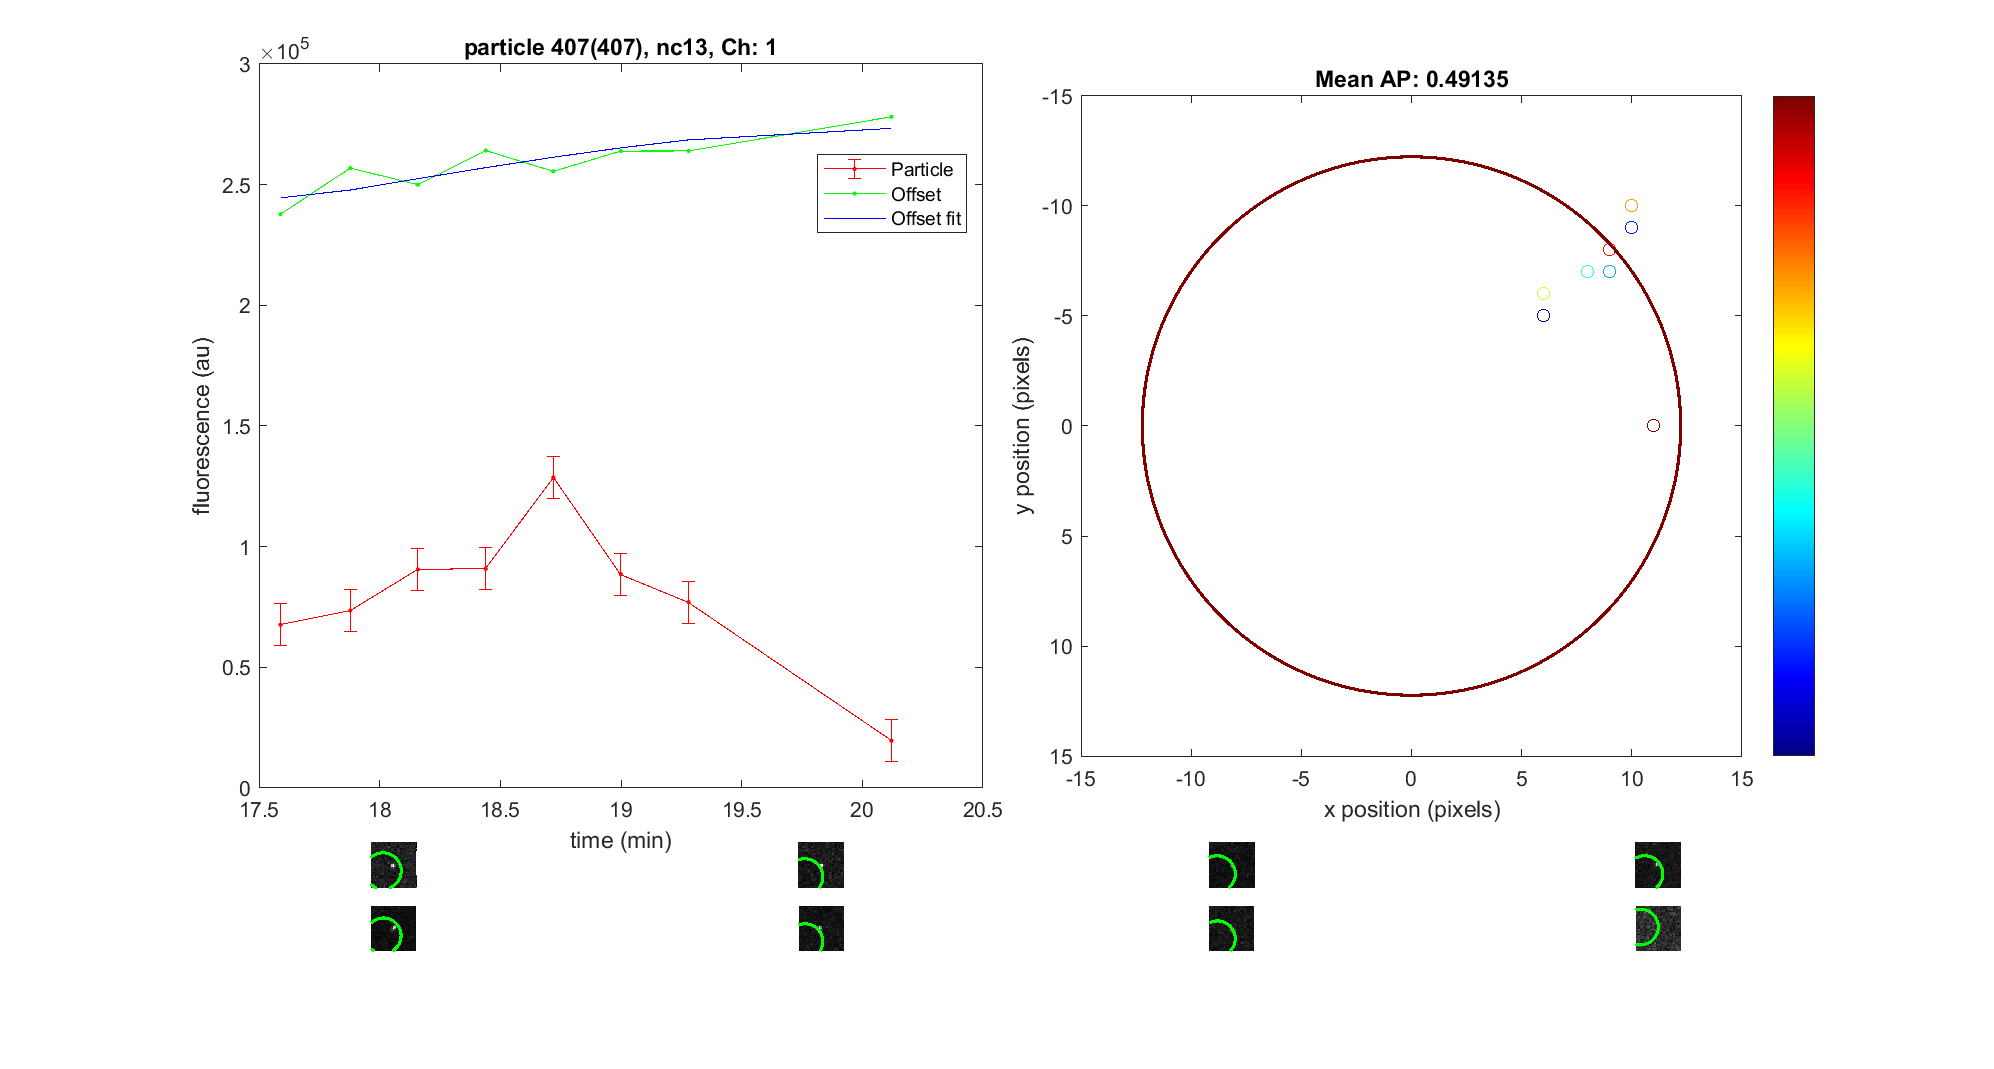 particle 407(407), nc13, Ch: 1
×10^5
3
2.5
2
1.5
1
0.5
0
fluorescence (au)
Particle
Offset
Offset fit
17.5 18 18.5 19 19.5 20 20.5
time (min)
Mean AP: 0.49135
-15
-10
-5
0
5
10
15
y position (pixels)
-15 -10 -5 0 5 10 15
x position (pixels)